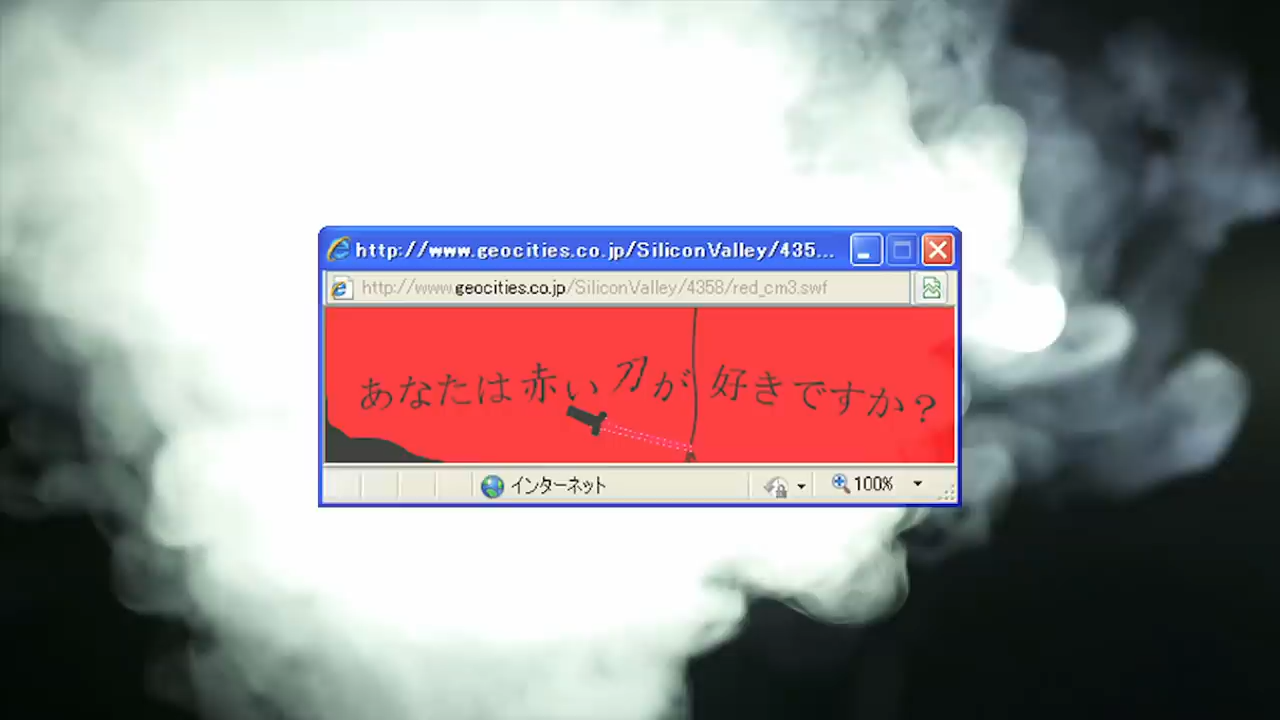 http://www.geocities.co.jp/SiliconValley/435...
http://www.geocities.co.jp/SiliconValley/4358/red_cm3.swf
あなたは赤い刀が好きですか?
インターネット
100%